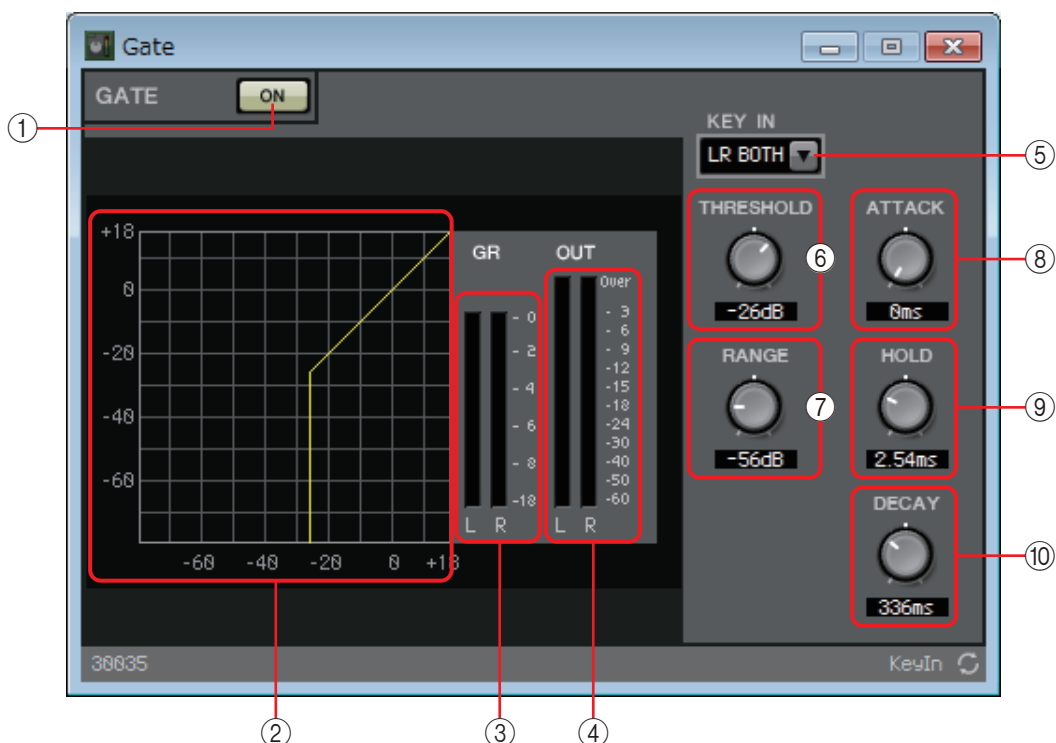 Gate
GATE
ON
①
KEY IN
LR BOTH
⑤
THRESHOLD
ATTACK
⑥
⑧
-26dB
0ms
RANGE
HOLD
⑦
⑨
-56dB
2.54ms
DECAY
⑩
336ms
+18
0
-20
-40
-60
-60 -40 -20 0 +18
GR
0
2
4
6
8
-18
L R
OUT
Over
- 3
- 6
- 9
-12
-15
-18
-24
-30
-40
-50
-60
L R
30035
KeyIn
②
③
④